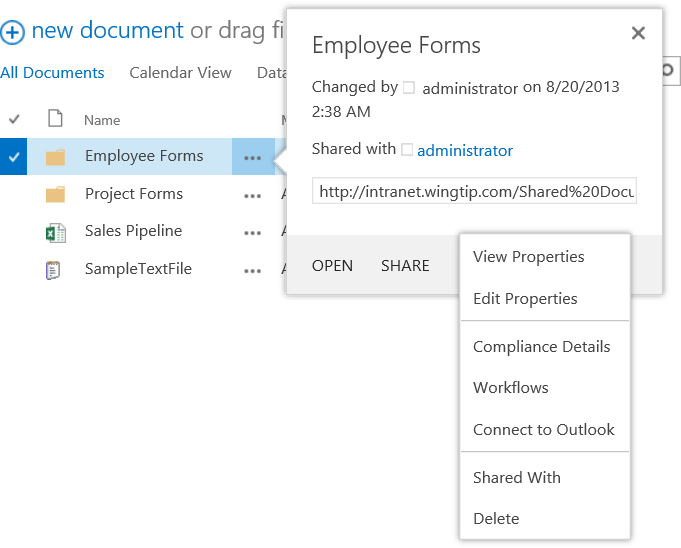 new document or drag fi
All Documents Calendar View Data
Name
Employee Forms ...
Project Forms ...
Sales Pipeline ...
SampleTextFile ...
Employee Forms
Changed by administrator on 8/20/2013
2:38 AM
Shared with administrator
http://intranet.wingtip.com/Shared%20Docu
OPEN SHARE
View Properties
Edit Properties
Compliance Details
Workflows
Connect to Outlook
Shared With
Delete